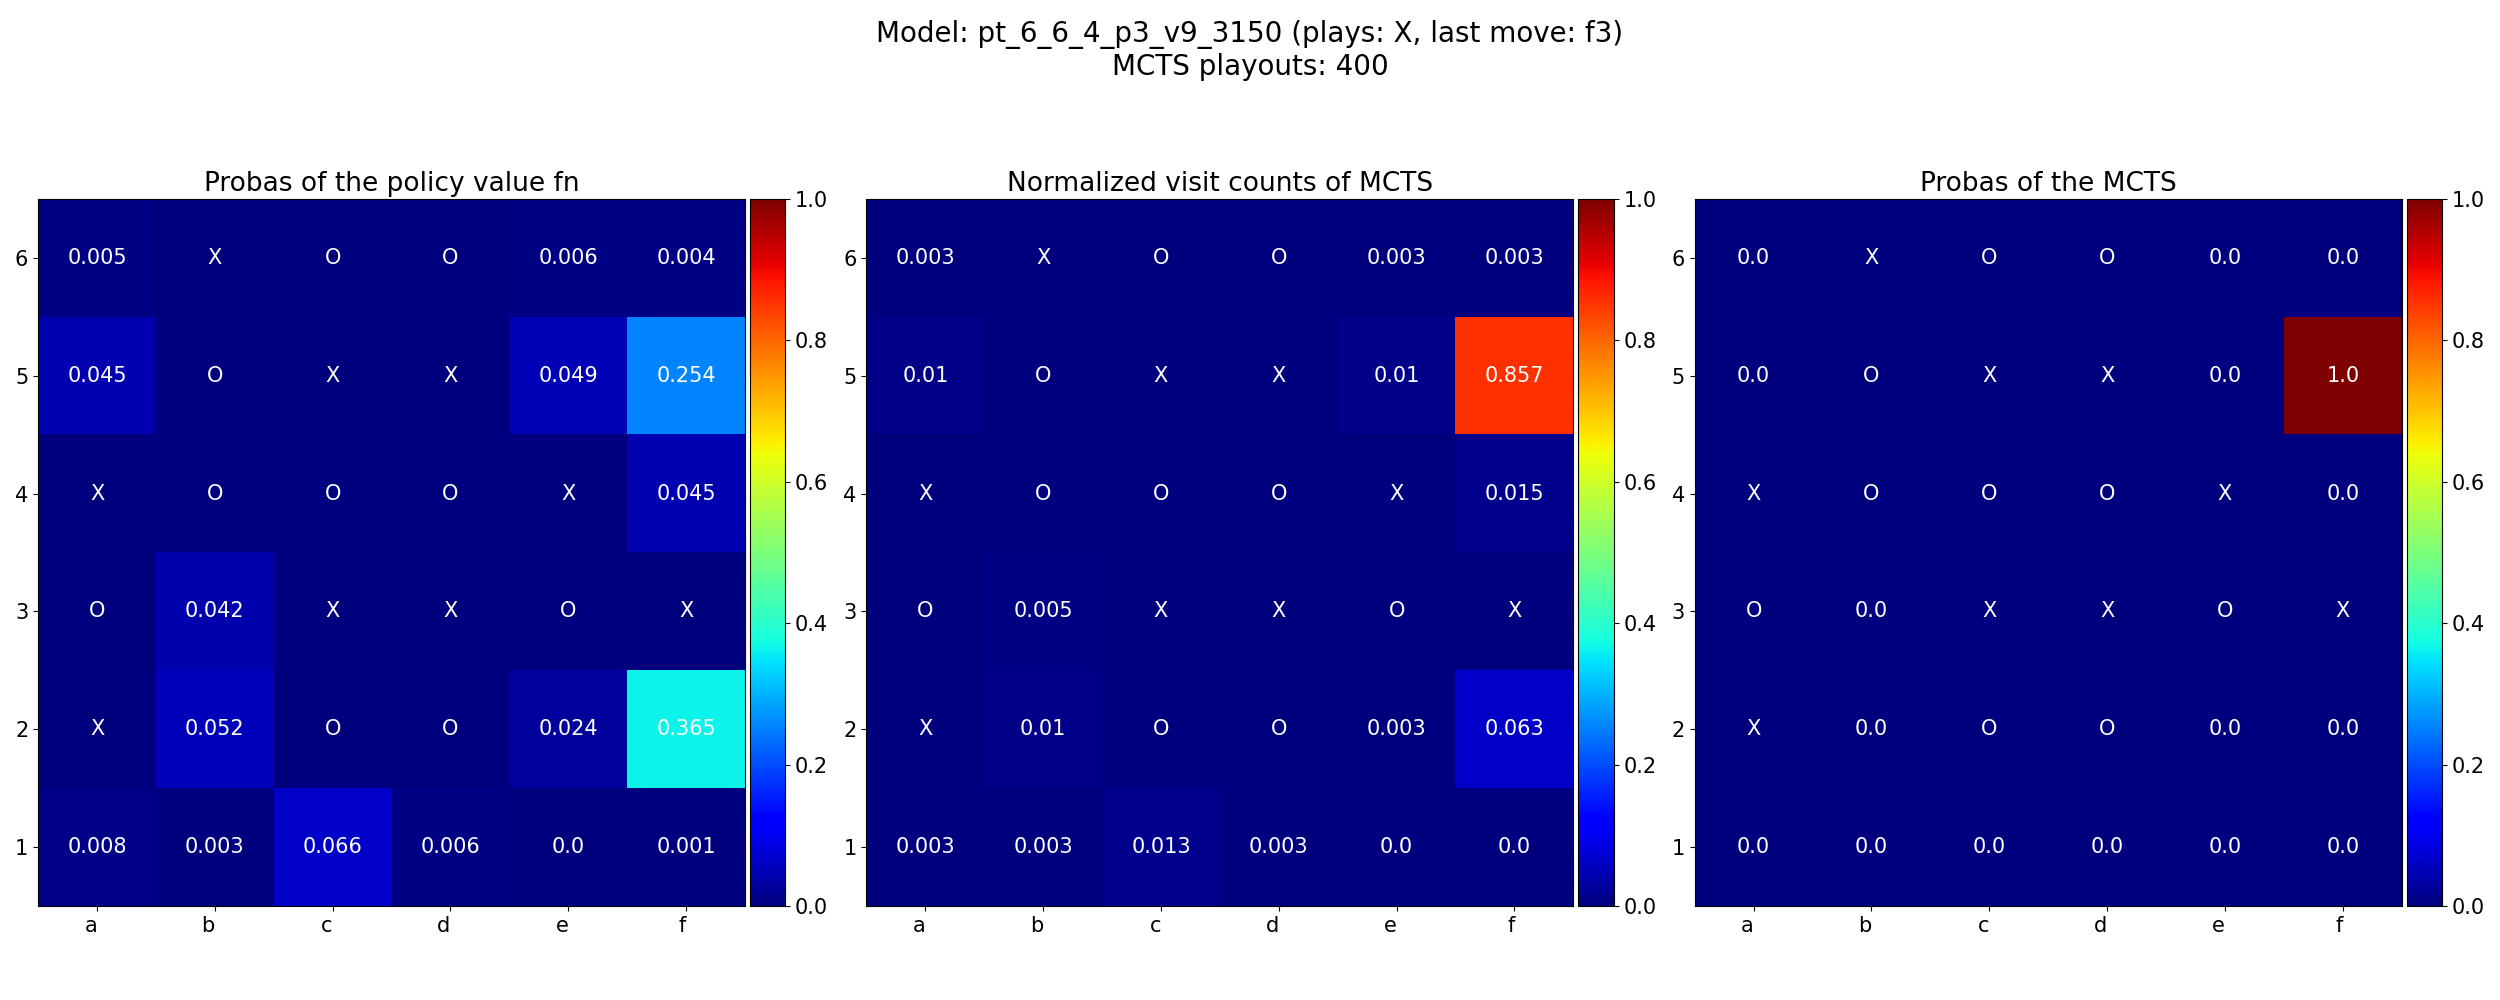 Model: pt_6_6_4_p3_v9_3150 (plays: X, last move: f3)
MCTS playouts: 400
Probas of the policy value fn
6 0.005 X O O 0.006 0.004
5 0.045 O X X 0.049 0.254
4 X O O O X 0.045
3 O 0.042 X X O X
2 X 0.052 O O 0.024 0.365
1 0.008 0.003 0.066 0.006 0.0 0.001
a b c d e f
1.0
0.8
0.6
0.4
0.2
0.0
Normalized visit counts of MCTS
6 0.003 X O O 0.003 0.003
5 0.01 O X X 0.01 0.857
4 X O O O X 0.015
3 O 0.005 X X O X
2 X 0.01 O O 0.003 0.063
1 0.003 0.003 0.013 0.003 0.0 0.0
a b c d e f
1.0
0.8
0.6
0.4
0.2
0.0
Probas of the MCTS
6 0.0 X O O 0.0 0.0
5 0.0 O X X 0.0 1.0
4 X O O O X 0.0
3 O 0.0 X X O X
2 X 0.0 O O 0.0 0.0
1 0.0 0.0 0.0 0.0 0.0 0.0
a b c d e f
1.0
0.8
0.6
0.4
0.2
0.0